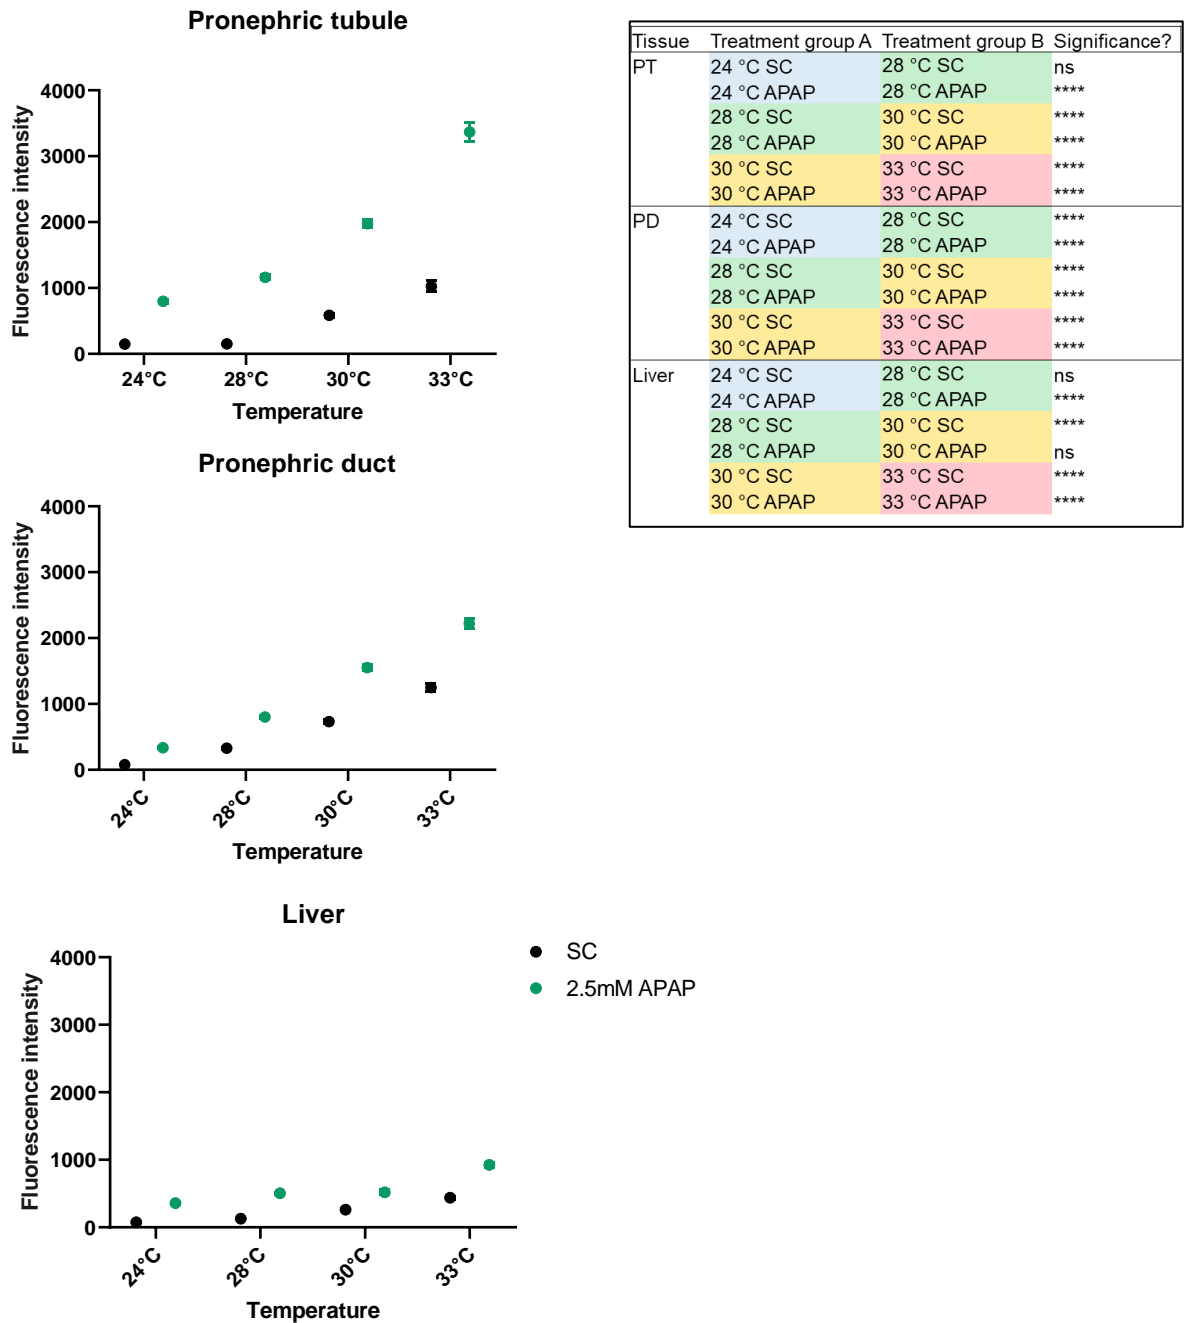 Pronephric tubule
Fluorescence intensity
4000
3000
2000
1000
0
24°C 28°C 30°C 33°C
Temperature
Tissue Treatment group A Treatment group B Significance?
PT 24 °C SC 28 °C SC ns
24 °C APAP 28 °C APAP ****
28 °C SC 30 °C SC ****
28 °C APAP 30 °C APAP ****
30 °C SC 33 °C SC ****
30 °C APAP 33 °C APAP ****
PD 24 °C SC 28 °C SC ****
24 °C APAP 28 °C APAP ****
28 °C SC 30 °C SC ****
28 °C APAP 30 °C APAP ****
30 °C SC 33 °C SC ****
30 °C APAP 33 °C APAP ****
Liver 24 °C SC 28 °C SC ns
24 °C APAP 28 °C APAP ****
28 °C SC 30 °C SC ****
28 °C APAP 30 °C APAP ns
30 °C SC 33 °C SC ****
30 °C APAP 33 °C APAP ****
Pronephric duct
Fluorescence intensity
4000
3000
2000
1000
0
24°C 28°C 30°C 33°C
Temperature
Liver
Fluorescence intensity
4000
3000
2000
1000
0
24°C 28°C 30°C 33°C
Temperature
SC
2.5mM APAP